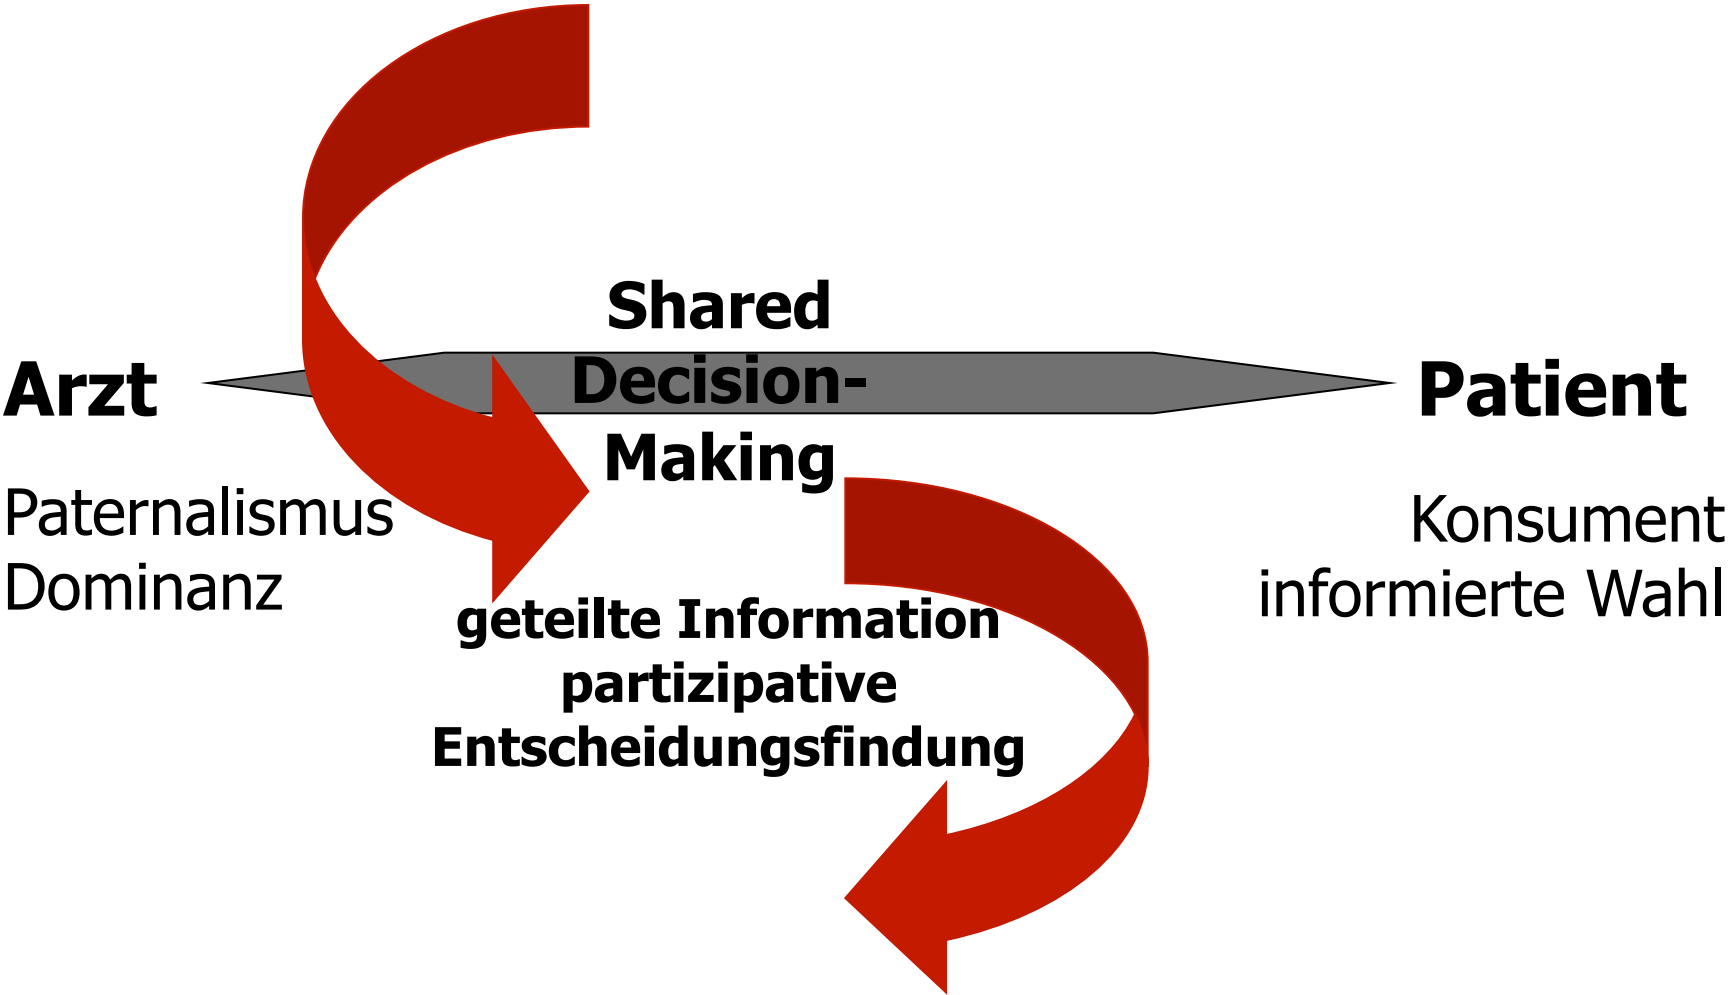 Shared
Decision-
Making
Arzt
Paternalismus
Dominanz
Patient
Konsument
informierte Wahl
geteilte Information
partizipative
Entscheidungsfindung